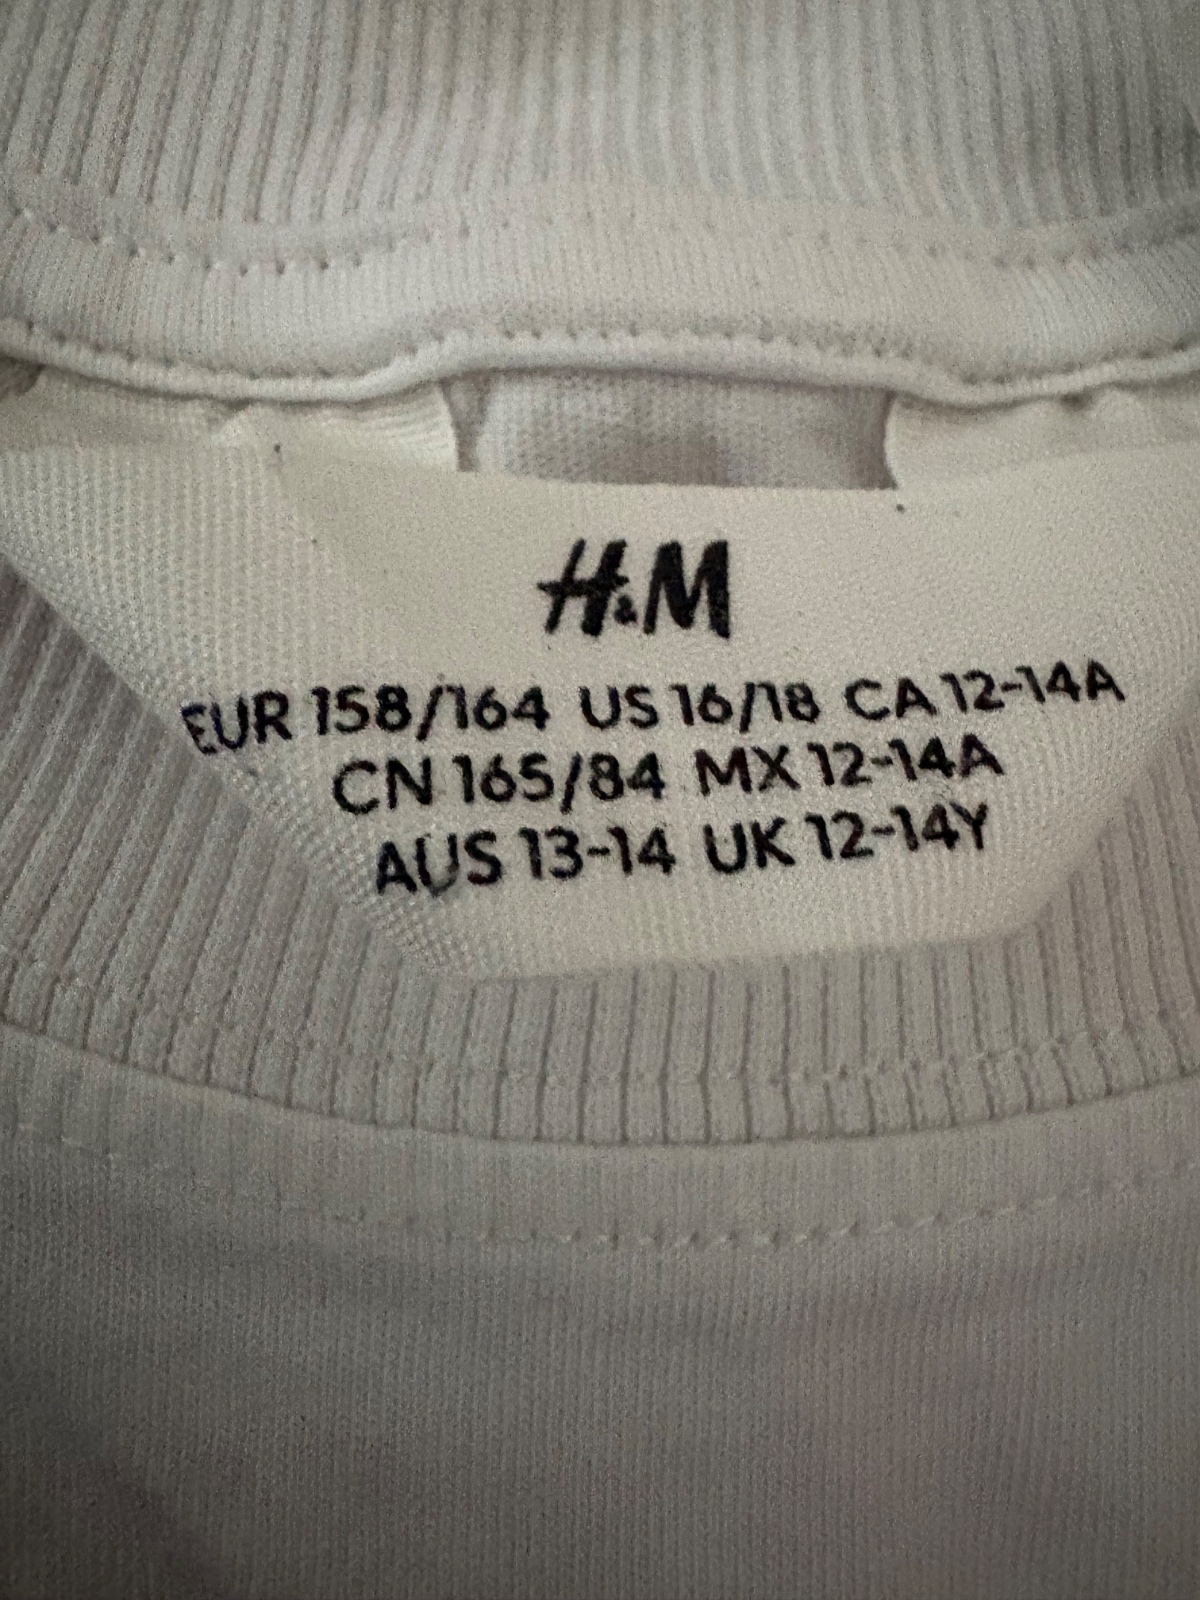 H&M
EUR 158/164 US 16/18 CA 12-14A
CN 165/84 MX 12-14A
AUS 13-14 UK 12-14Y